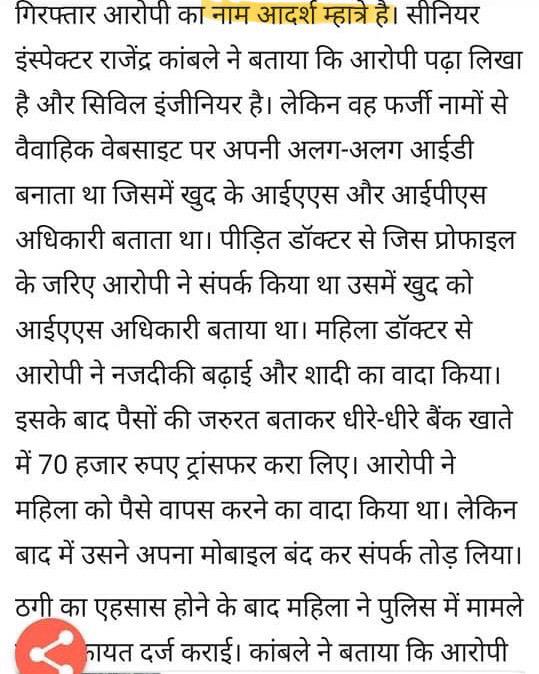 गिरफ्तार आरोपी का नाम आदर्श म्हात्रे है। सीनियर
इंस्पेक्टर राजेंद्र कांबले ने बताया कि आरोपी पढ़ा लिखा
है और सिविल इंजीनियर है। लेकिन वह फर्जी नामों से
वैवाहिक वेबसाइट पर अपनी अलग-अलग आईडी
बनाता था जिसमें खुद के आईएएस और आईपीएस
अधिकारी बताता था। पीड़ित डॉक्टर से जिस प्रोफाइल
के जरिए आरोपी ने संपर्क किया था उसमें खुद को
आईएएस अधिकारी बताया था। महिला डॉक्टर से
आरोपी ने नजदीकी बढ़ाई और शादी का वादा किया।
इसके बाद पैसों की जरुरत बताकर धीरे-धीरे बैंक खाते
में 70 हजार रुपए ट्रांसफर करा लिए। आरोपी ने
महिला को पैसे वापस करने का वादा किया था। लेकिन
बाद में उसने अपना मोबाइल बंद कर संपर्क तोड़ लिया।
ठगी का एहसास होने के बाद महिला ने पुलिस में मामले
दर्ज कराई। कांबले ने बताया कि आरोपी